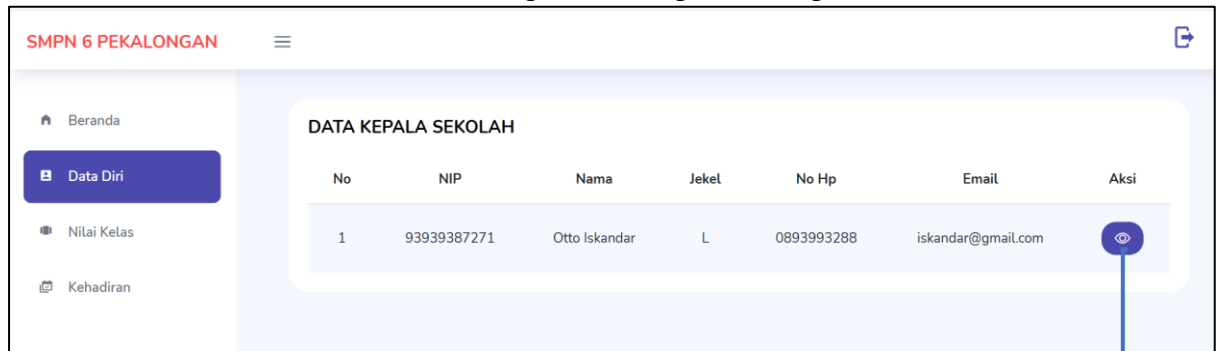 SMPN 6 PEKALONGAN
Beranda
Data Diri
Nilai Kelas
Kehadiran
DATA KEPALA SEKOLAH
No NIP Nama Jekel No Hp Email Aksi
1 93939387271 Otto Iskandar L 0893993288 iskandar@gmail.com